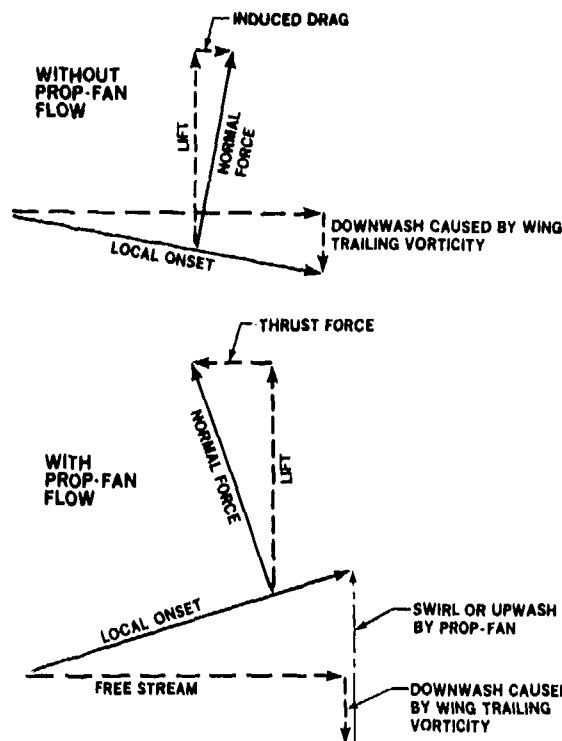 INDUCED DRAG
WITHOUT
PROP-FAN
FLOW
LIFT
NORMAL
FORCE
DOWNWASH CAUSED BY WING
TRAILING VORTICITY
LOCAL ONSET
THRUST FORCE
NORMAL FORCE
LIFT
WITH
PROP-FAN
FLOW
LOCAL ONSET
SWIRL OR UPWASH
BY PROP-FAN
FREE STREAM
DOWNWASH CAUSED
BY WING TRAILING
VORTICITY